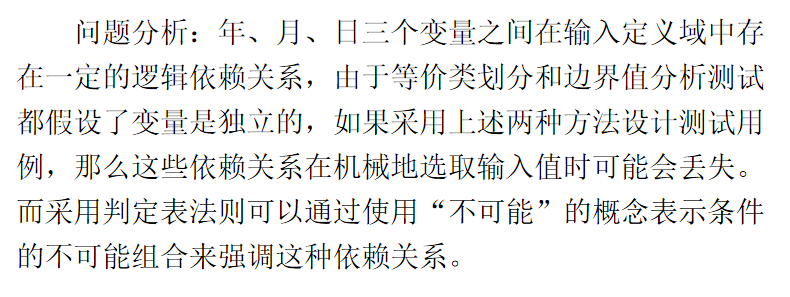 问题分析：年、月、日三个变量之间在输入定义域中存
在一定的逻辑依赖关系，由于等价类划分和边界值分析测试
都假设了变量是独立的，如果采用上述两种方法设计测试用
例，那么这些依赖关系在机械地选取输入值时可能会丢失。
而采用判定表法则可以通过使用“不可能”的概念表示条件
的不可能组合来强调这种依赖关系。